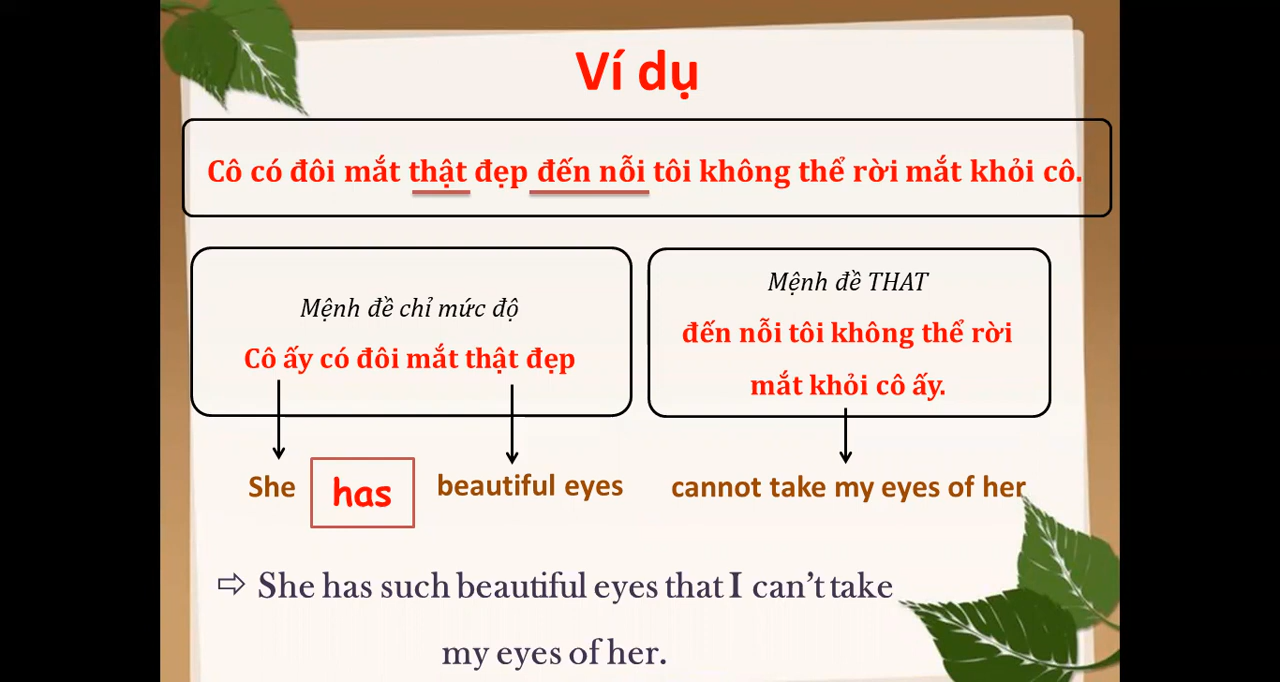 Ví dụ
Cô có đôi mắt thật đẹp đến nỗi tôi không thể rời mắt khỏi cô.
Mệnh đề chỉ mức độ
Cô ấy có đôi mắt thật đẹp
Mệnh đề THAT
đến nỗi tôi không thể rời
mắt khỏi cô ấy.
She
has
beautiful eyes
cannot take my eyes of her
⇨ She has such beautiful eyes that I can't take
my eyes of her.